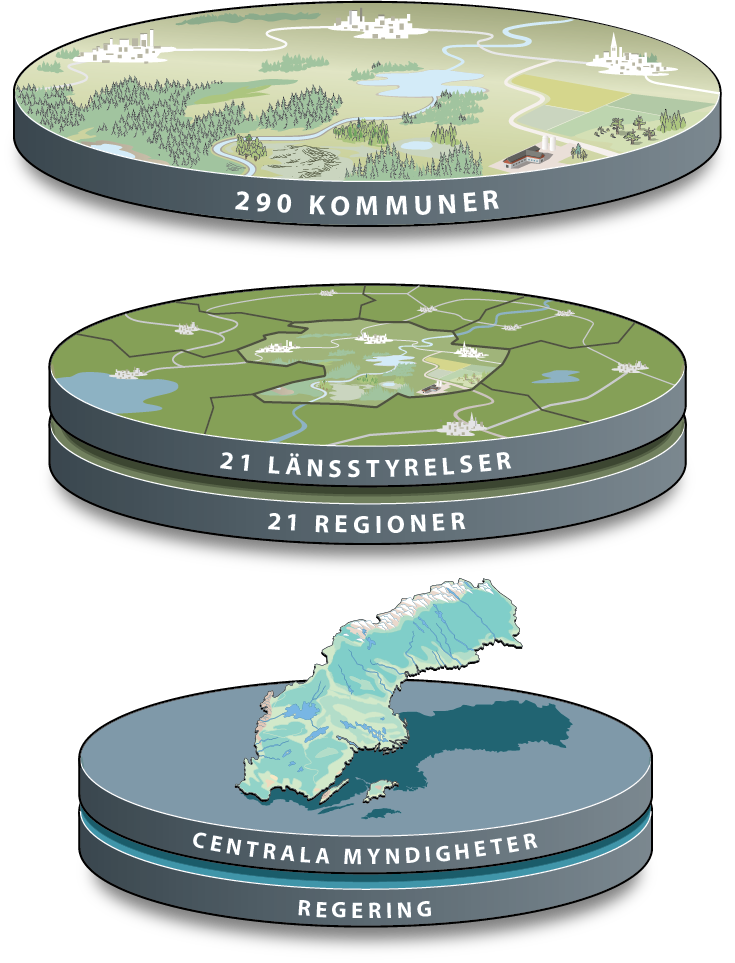 290 KOMMUNER
21 LÄNSSTYRELSER
21 REGIONER
CENTRALA MYNDIGHETER
REGERING